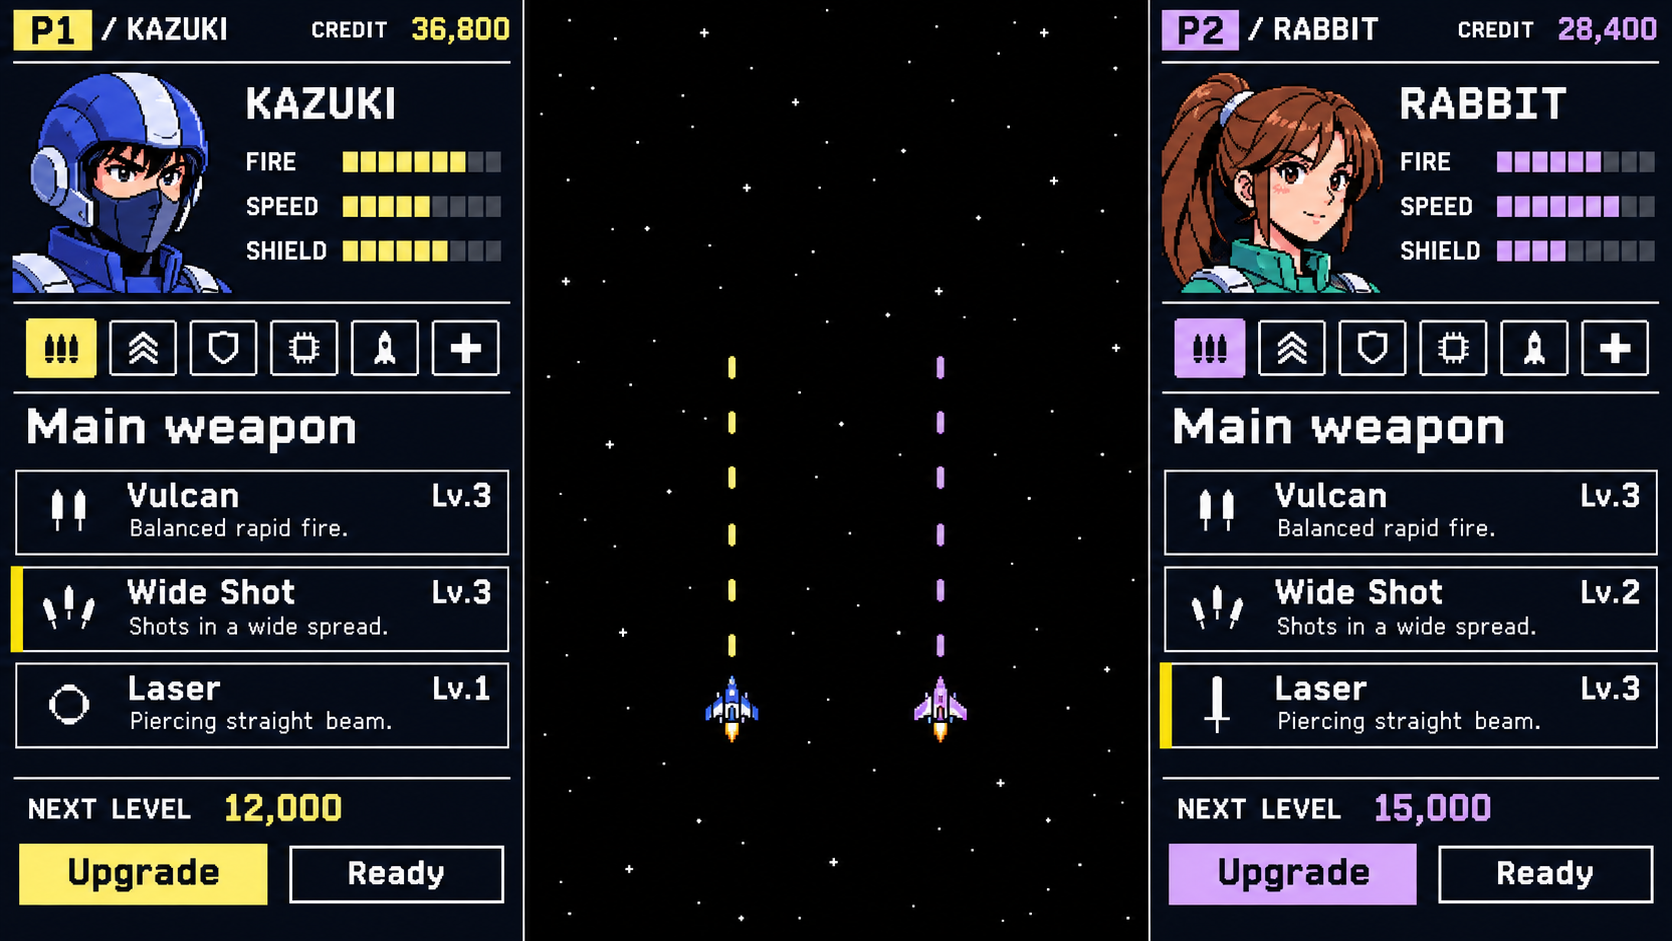 P1 / KAZUKI CREDIT 36,800
KAZUKI
FIRE
SPEED
SHIELD
Main weapon
Vulcan Lv.3
Balanced rapid fire.
Wide Shot Lv.3
Shots in a wide spread.
Laser Lv.1
Piercing straight beam.
NEXT LEVEL 12,000
Upgrade Ready
P2 / RABBIT CREDIT 28,400
RABBIT
FIRE
SPEED
SHIELD
Main weapon
Vulcan Lv.3
Balanced rapid fire.
Wide Shot Lv.2
Shots in a wide spread.
Laser Lv.3
Piercing straight beam.
NEXT LEVEL 15,000
Upgrade Ready